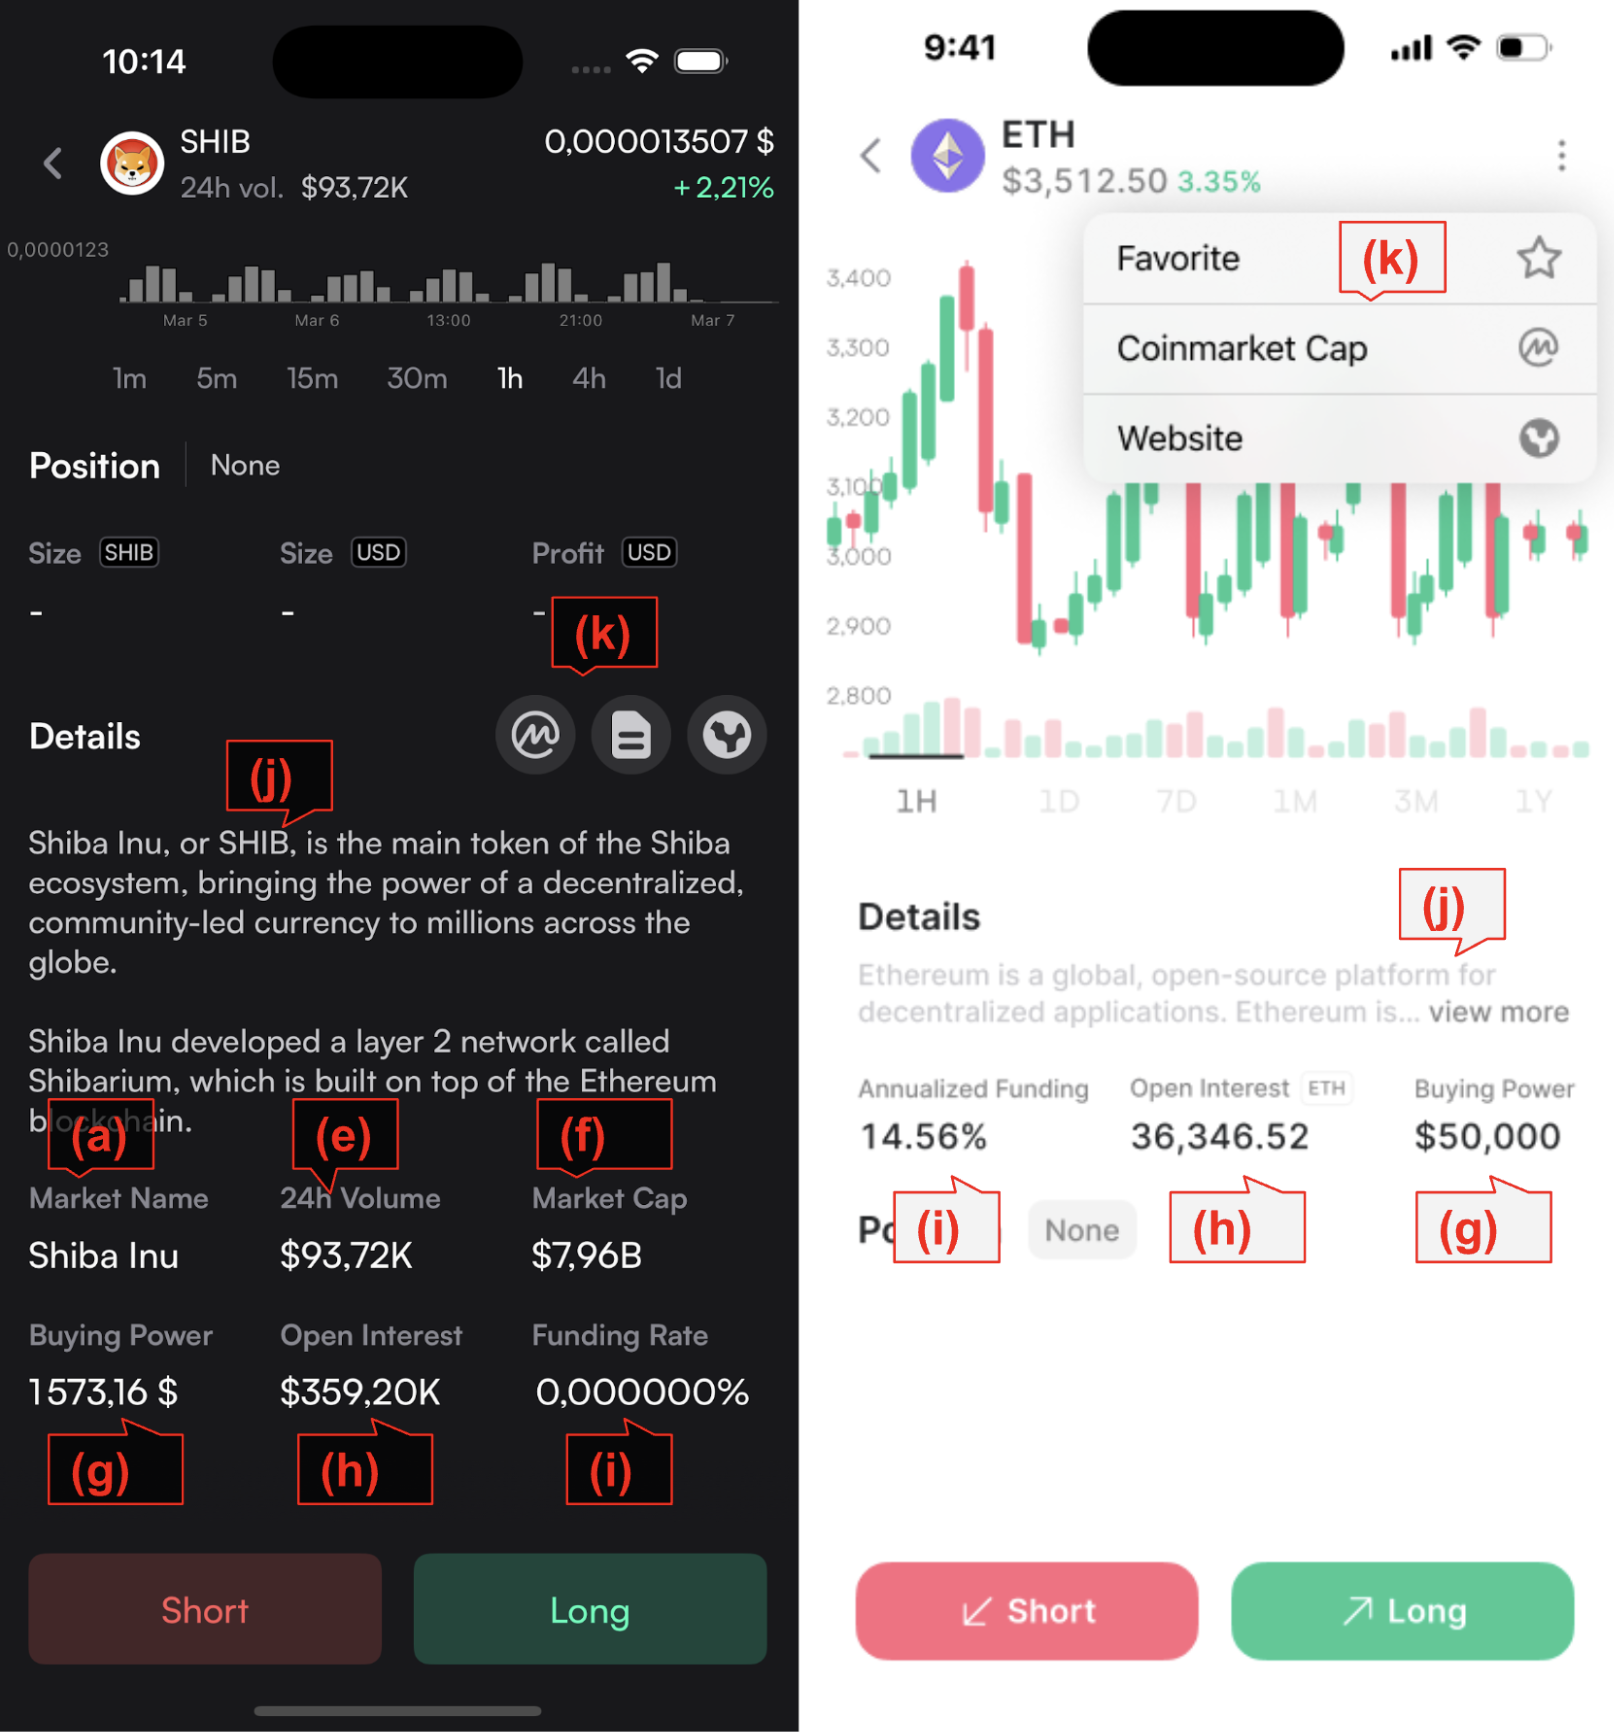 10:14
SHIB
0,000013507 $
24h vol. $93,72K
+2,21%
0,0000123
Mar 5 Mar 6 13:00 21:00 Mar 7
1m 5m 15m 30m 1h 4h 1d
Position None
Size SHIB Size USD Profit USD
- - -
(k)
Details
(j)
Shiba Inu, or SHIB, is the main token of the Shiba
ecosystem, bringing the power of a decentralized,
community-led currency to millions across the
globe.
Shiba Inu developed a layer 2 network called
Shibarium, which is built on top of the Ethereum
blockchain.
(a) (e) (f)
Market Name 24h Volume Market Cap
Shiba Inu $93,72K $7,96B
Buying Power Open Interest Funding Rate
1 573,16 $ $359,20K 0,000000%
(g) (h) (i)
Short Long
9:41
ETH
$3,512.50 3.35%
Favorite
(k)
Coinmarket Cap
Website
3,400
3,300
3,200
3,100
3,000
2,900
2,800
1H 1D 7D 1M 3M 1Y
Details
(j)
Ethereum is a global, open-source platform for
decentralized applications. Ethereum is... view more
Annualized Funding Open Interest ETH Buying Power
14.56% 36,346.52 $50,000
(i) None (h) (g)
Short Long